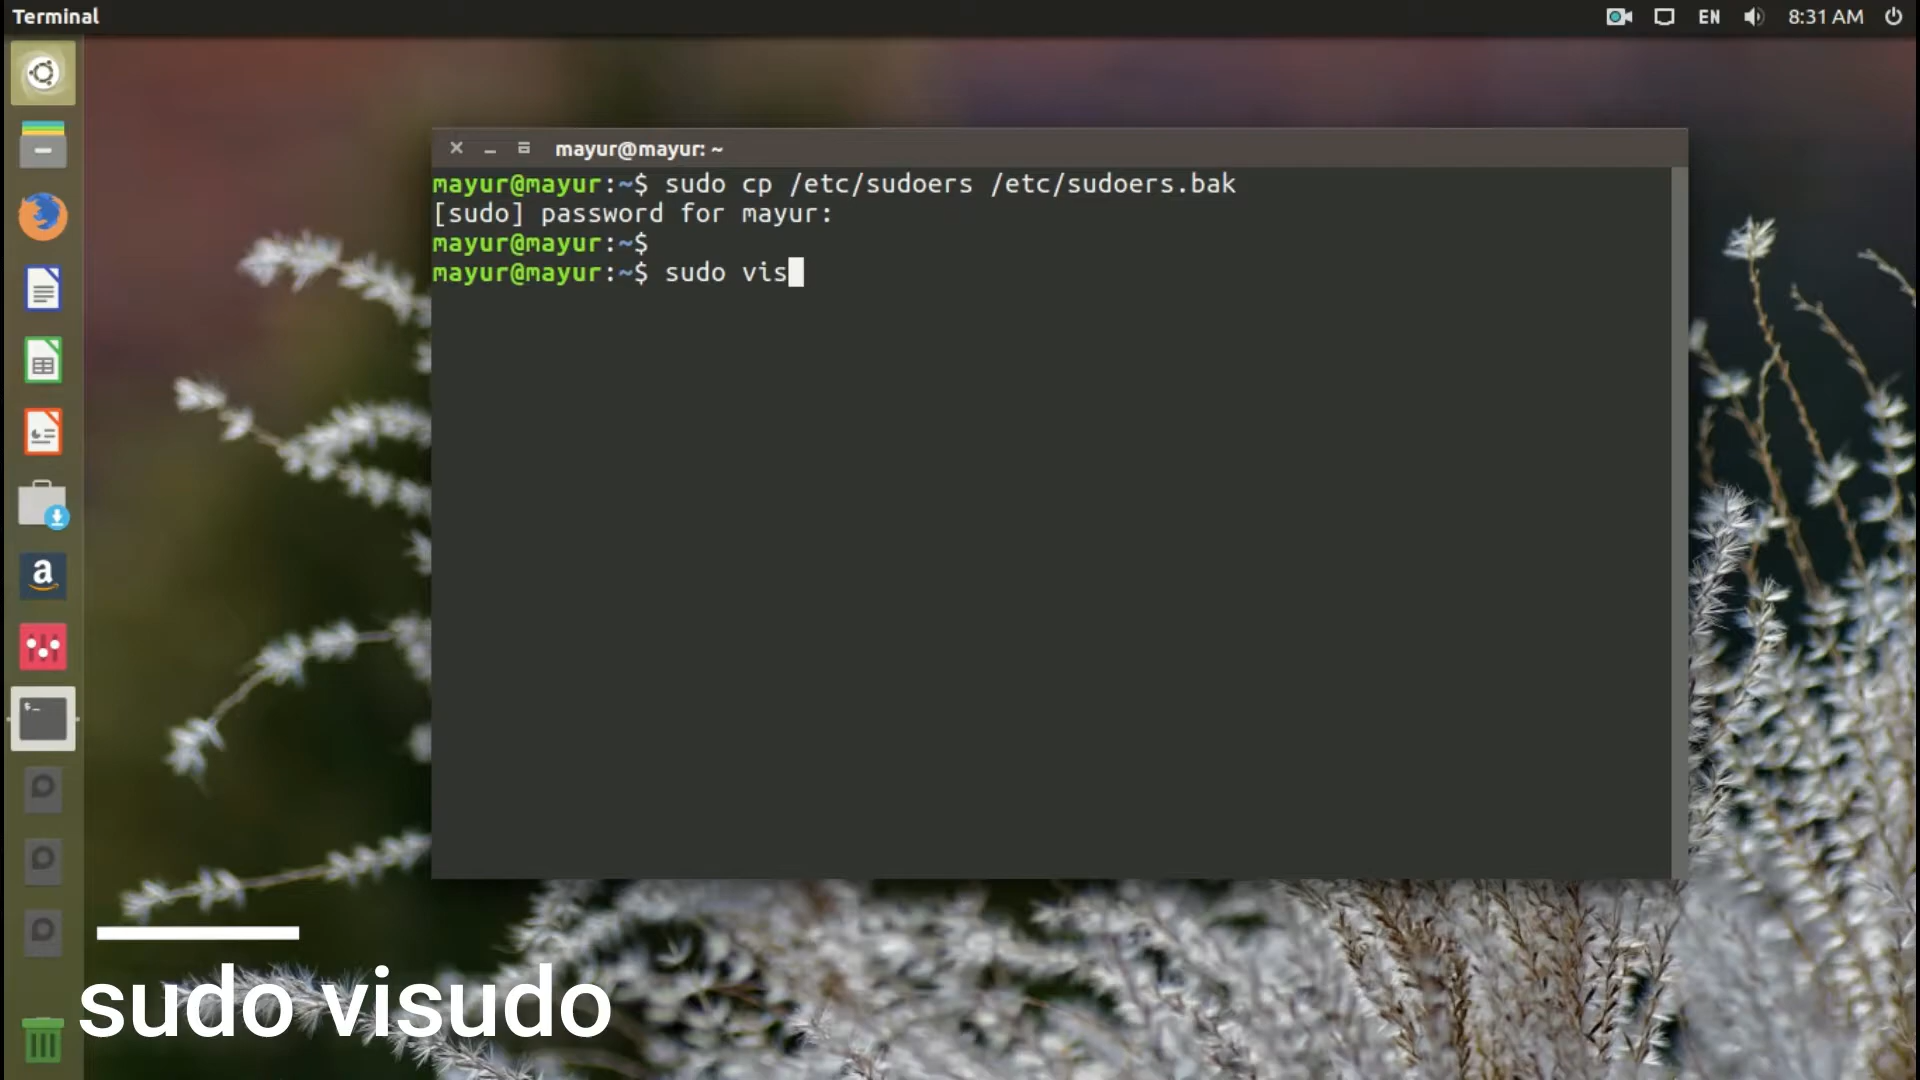 Terminal
EN
8:31 AM
mayur@mayur: ~
mayur@mayur:~$ sudo cp /etc/sudoers /etc/sudoers.bak
[sudo] password for mayur:
mayur@mayur:~$
mayur@mayur:~$ sudo vis
a
$_
sudo visudo